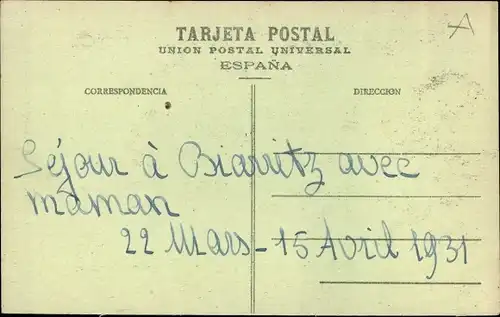 TARJETA POSTAL
UNION POSTAL UNIVERSAL
ESPAÑA
CORRESPONDENCIA
DIRECCION
A
Séjour à Biarritz avec
maman
22 Mars - 15 Avril 1931